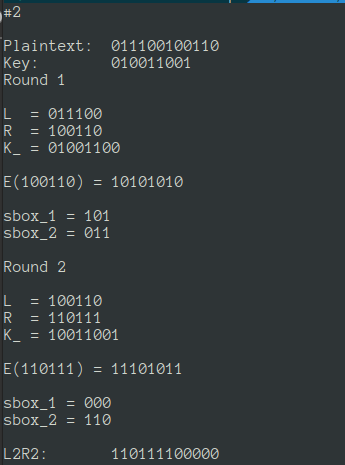 #2
Plaintext:  011100100110
Key:        010011001
Round 1
L  = 011100
R  = 100110
K_ = 01001100
E(100110) = 10101010
sbox_1 = 101
sbox_2 = 011
Round 2
L  = 100110
R  = 110111
K_ = 10011001
E(110111) = 11101011
sbox_1 = 000
sbox_2 = 110
L2R2:       110111100000